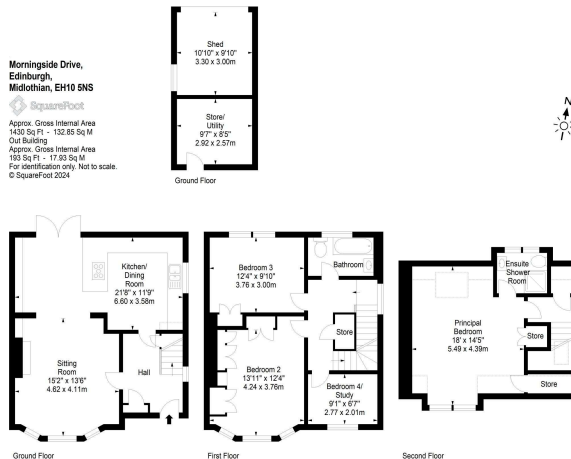 Morningside Drive,
Edinburgh,
Midlothian, EH10 5NS
SquareFoot
Approx. Gross Internal Area
1430 Sq Ft - 132.85 Sq M
Out Building
Approx. Gross Internal Area
193 Sq Ft - 17.93 Sq M
For identification only. Not to scale.
© SquareFoot 2024
Shed
10'10" x 9'10"
3.30 x 3.00m
Store/
Utility
9'7" x 8'5"
2.92 x 2.57m
Ground Floor
N
Kitchen/
Dining
Room
21'8" x 11'9"
6.60 x 3.58m
Sitting
Room
15'2" x 13'6"
4.62 x 4.11m
Hall
Ground Floor
Bedroom 3
12'4" x 9'10"
3.76 x 3.00m
Bathroom
Store
Bedroom 2
13'11" x 12'4"
4.24 x 3.76m
Bedroom 4/
Study
9'1" x 6'7"
2.77 x 2.01m
First Floor
Ensuite
Shower
Room
Principal
Bedroom
18' x 14'5"
5.49 x 4.39m
Store
Store
Second Floor